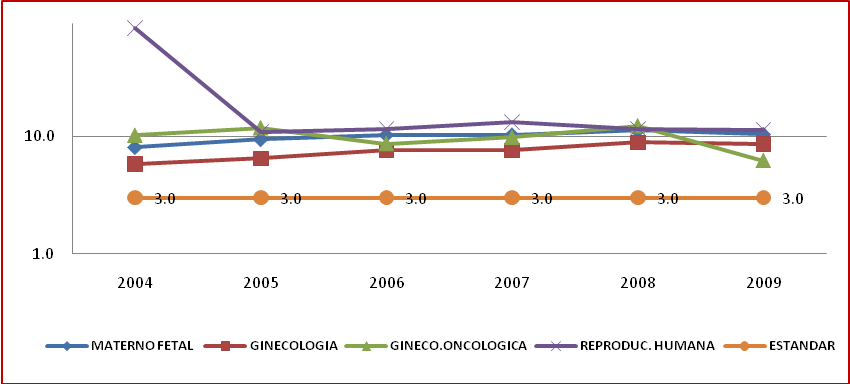 10.0
3.0 3.0 3.0 3.0 3.0 3.0
1.0
2004 2005 2006 2007 2008 2009
MATERNO FETAL GINECOLOGIA GINECO.ONCOLOGICA REPRODUC. HUMANA ESTANDAR